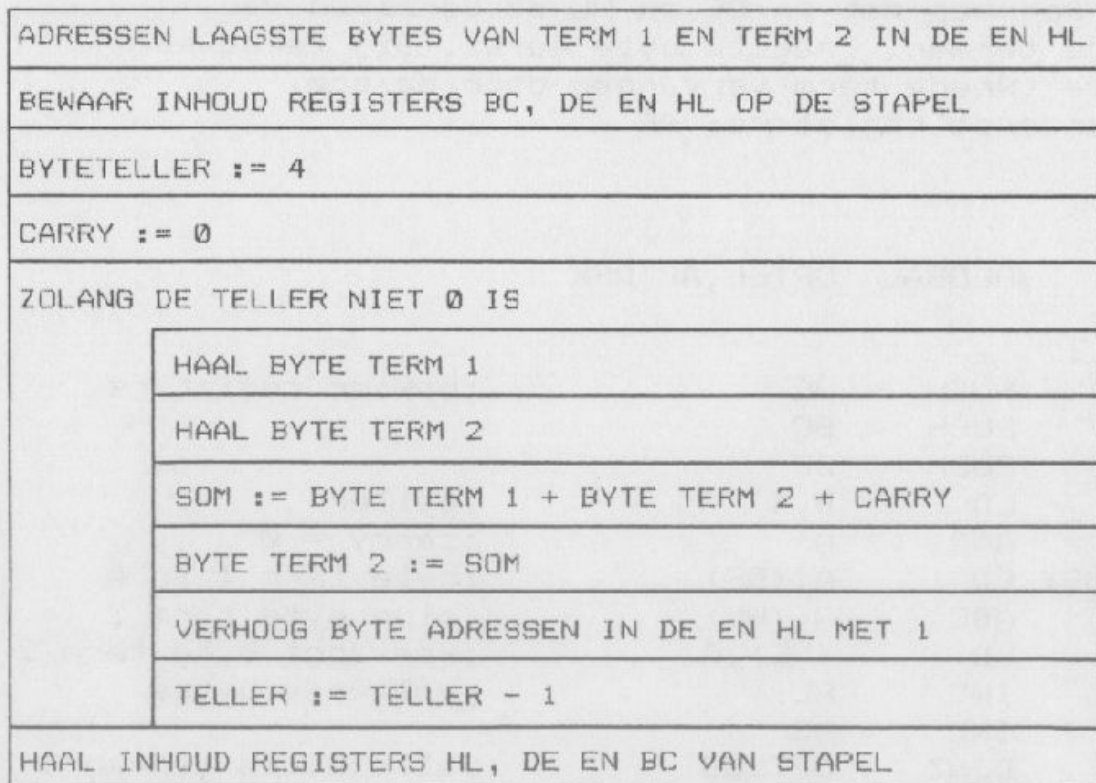 ADRESSEN LAAGSTE BYTES VAN TERM 1 EN TERM 2 IN DE EN HL
BEWAAR INHOUD REGISTERS BC, DE EN HL OP DE STAPEL
BYTETELLER := 4
CARRY := 0
ZOLANG DE TELLER NIET 0 IS
HAAL BYTE TERM 1
HAAL BYTE TERM 2
SOM := BYTE TERM 1 + BYTE TERM 2 + CARRY
BYTE TERM 2 := SOM
VERHOOG BYTE ADRESSEN IN DE EN HL MET 1
TELLER := TELLER - 1
HAAL INHOUD REGISTERS HL, DE EN BC VAN STAPEL